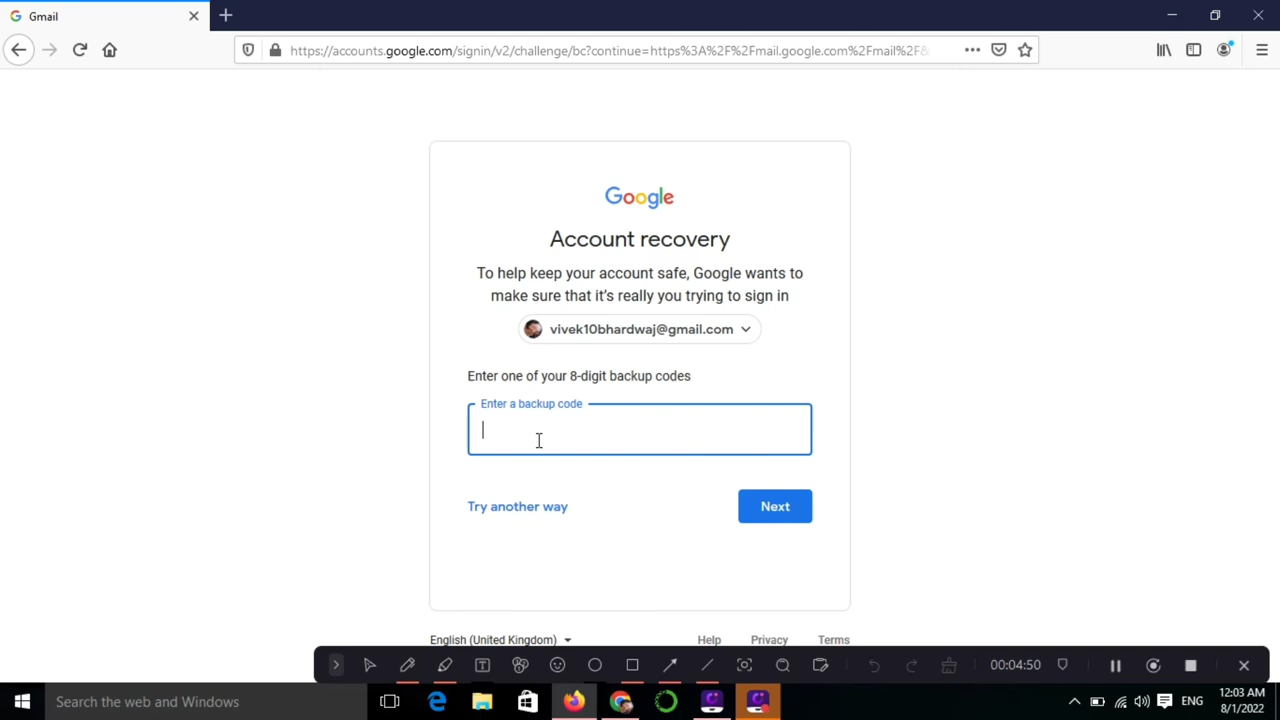 Gmail
https://accounts.google.com/signin/v2/challenge/bc?continue=https%3A%2F%2Fmail.google.com%2Fmail%2F&
Google
Account recovery
To help keep your account safe, Google wants to
make sure that it's really you trying to sign in
vivek10bhardwaj@gmail.com
Enter one of your 8-digit backup codes
Enter a backup code
Try another way
Next
English (United Kingdom)
Help
Privacy
Terms
00:04:50
Search the web and Windows
ENG
12:03 AM
8/1/2022